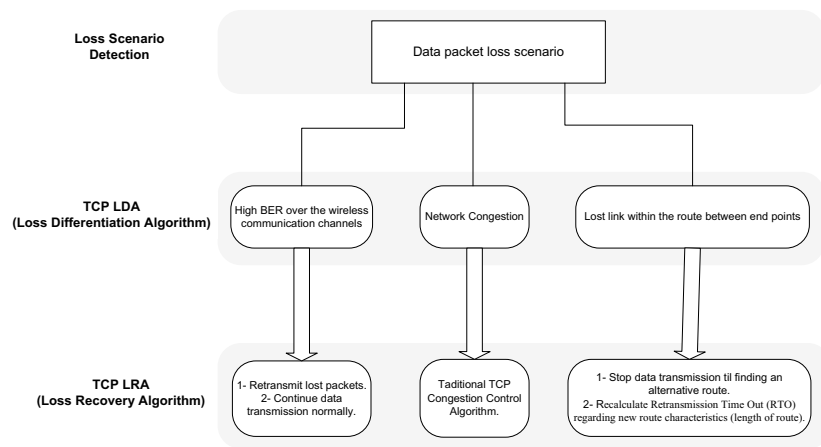 Loss Scenario
Detection
Data packet loss scenario
TCP LDA
(Loss Differentiation Algorithm)
High BER over the wireless
communication channels
Network Congestion
Lost link within the route between end points
TCP LRA
(Loss Recovery Algorithm)
1- Retransmit lost packets.
2- Continue data
transmission normally.
Taditional TCP
Congestion Control
Algorithm.
1- Stop data transmission til finding an
alternative route.
2- Recalculate Retransmission Time Out (RTO)
regarding new route characteristics (length of route).